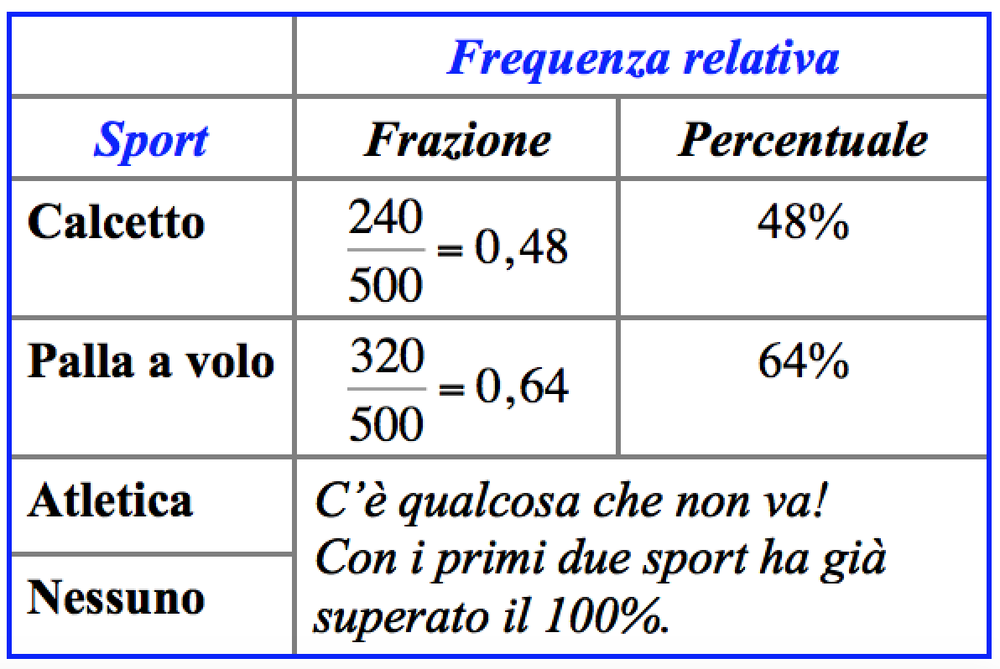 Frequenza relativa
Sport Frazione Percentuale
Calcetto 240/500 = 0,48 48%
Palla a volo 320/500 = 0,64 64%
Atletica
Nessuno
C’è qualcosa che non va!
Con i primi due sport ha già
superato il 100%.